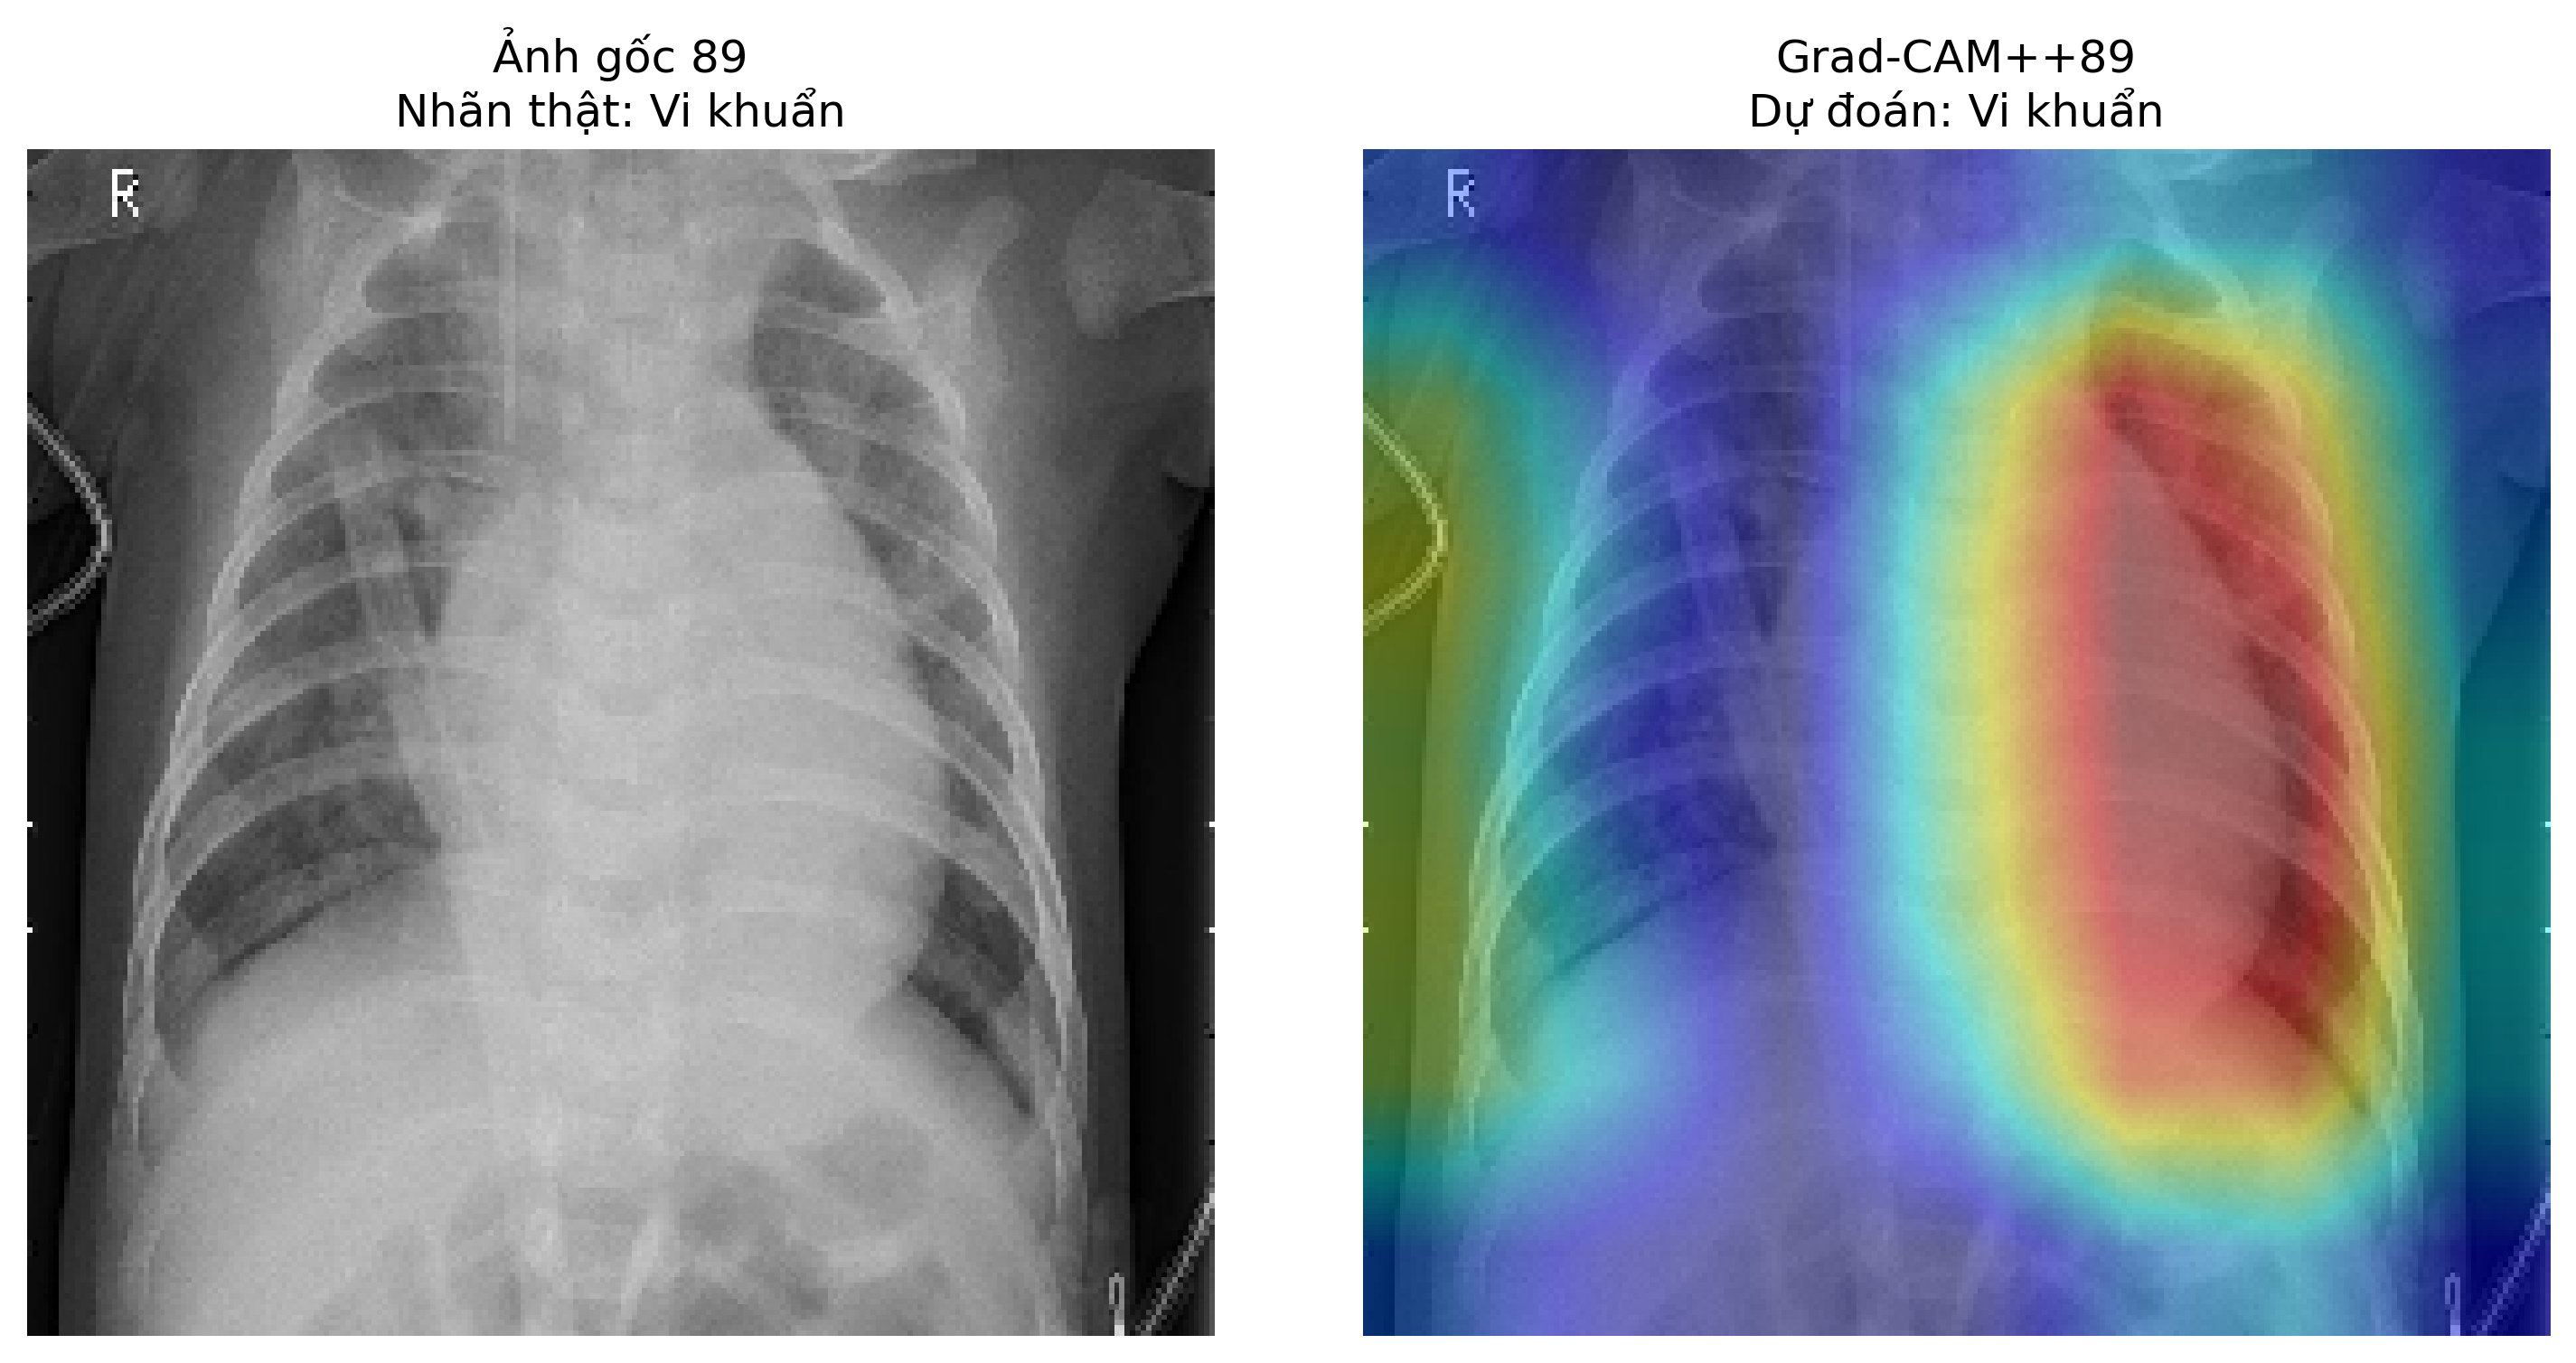 Ảnh gốc 89
Nhãn thật: Vi khuẩn
R
Grad-CAM++89
Dự đoán: Vi khuẩn
R